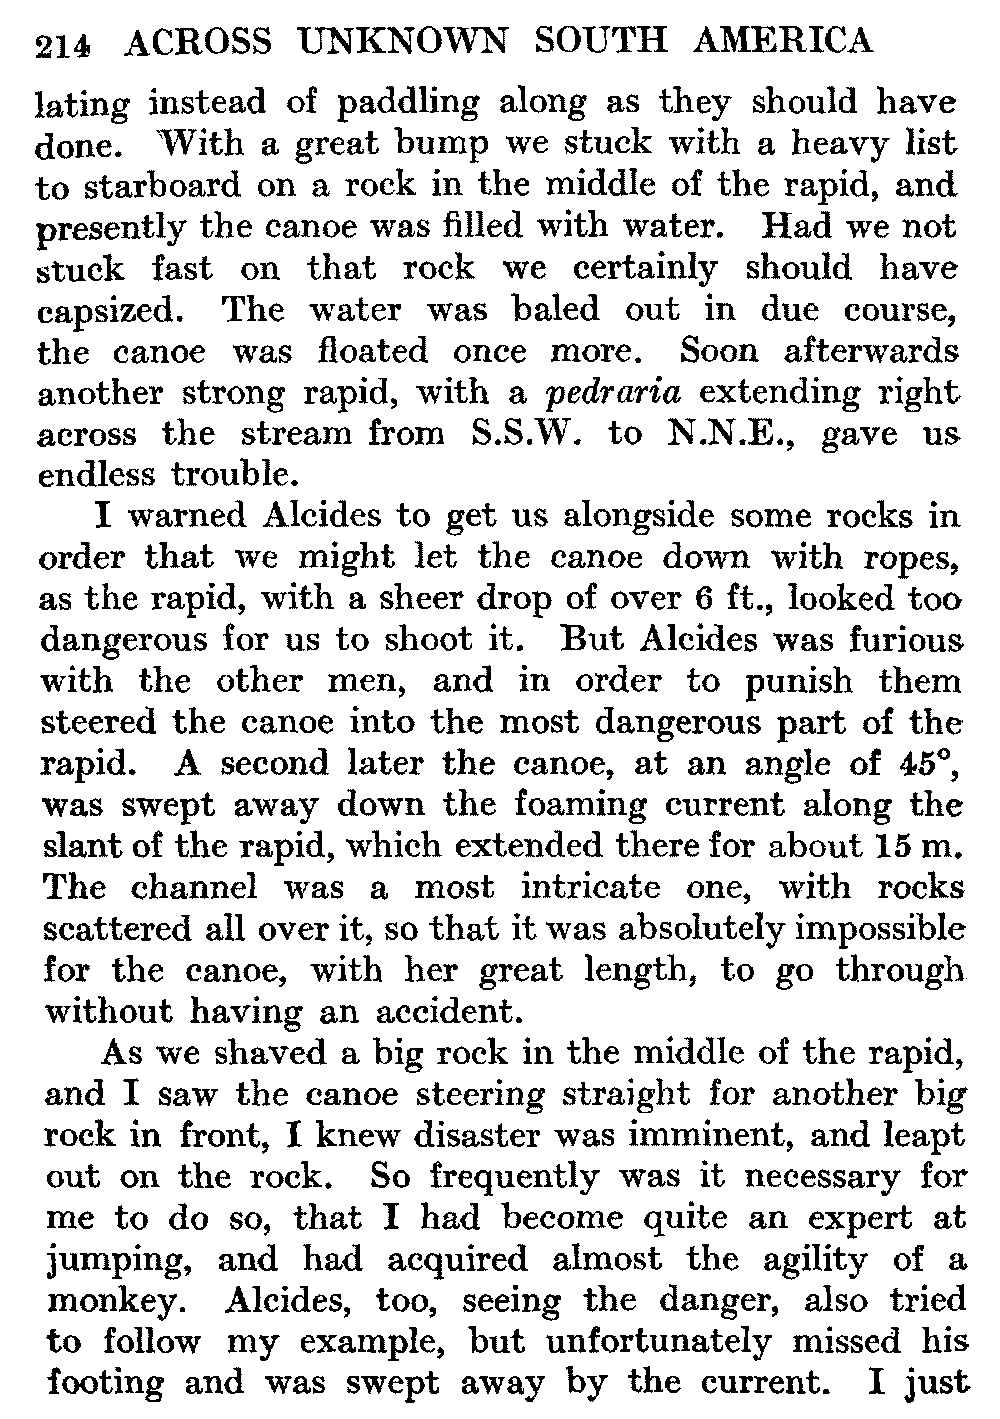 214 ACROSS UNKNOWN SOUTH AMERICA
lating instead of paddling along as they should have
done. With a great bump we stuck with a heavy list
to starboard on a rock in the middle of the rapid, and
presently the canoe was filled with water. Had we not
stuck fast on that rock we certainly should have
capsized. The water was baled out in due course,
the canoe was floated once more. Soon afterwards
another strong rapid, with a pedraria extending right
across the stream from S.S.W. to N.N.E., gave us
endless trouble.
I warned Alcides to get us alongside some rocks in
order that we might let the canoe down with ropes,
as the rapid, with a sheer drop of over 6 ft., looked too
dangerous for us to shoot it. But Alcides was furious
with the other men, and in order to punish them
steered the canoe into the most dangerous part of the
rapid. A second later the canoe, at an angle of 45°,
was swept away down the foaming current along the
slant of the rapid, which extended there for about 15 m.
The channel was a most intricate one, with rocks
scattered all over it, so that it was absolutely impossible
for the canoe, with her great length, to go through
without having an accident.
As we shaved a big rock in the middle of the rapid,
and I saw the canoe steering straight for another big
rock in front, I knew disaster was imminent, and leapt
out on the rock. So frequently was it necessary for
me to do so, that I had become quite an expert at
jumping, and had acquired almost the agility of a
monkey. Alcides, too, seeing the danger, also tried
to follow my example, but unfortunately missed his
footing and was swept away by the current. I just